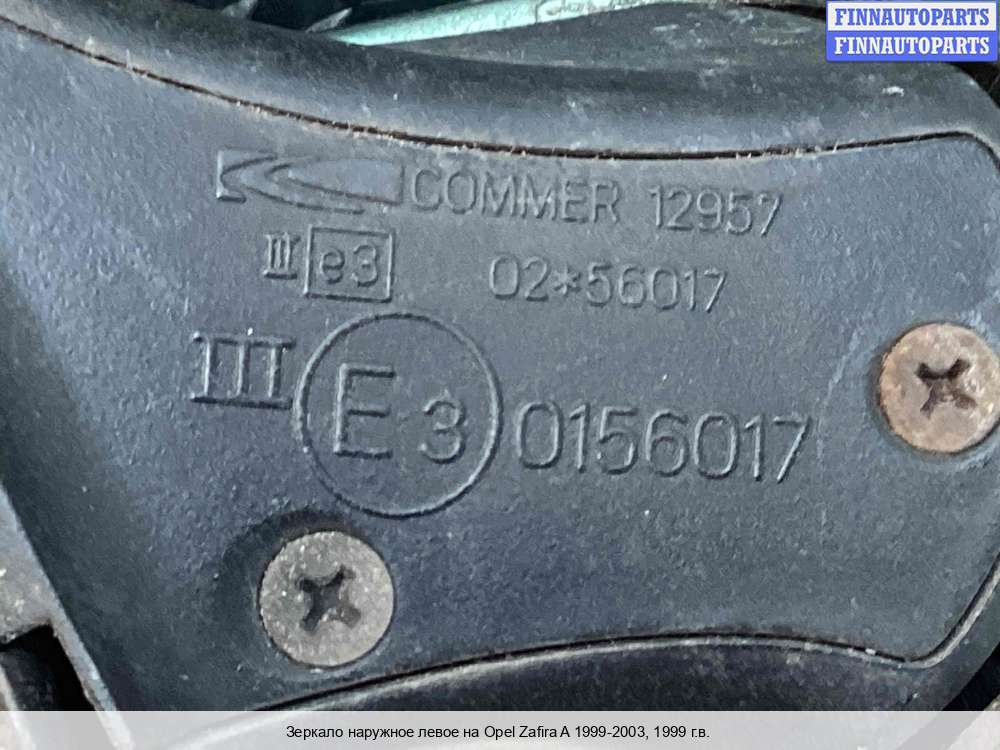 FINNAUTOPARTS
FINNAUTOPARTS
COMMER 12957
III e3 02*56017
III E3 0156017
Зеркало наружное левое на Opel Zafira A 1999-2003, 1999 г.в.